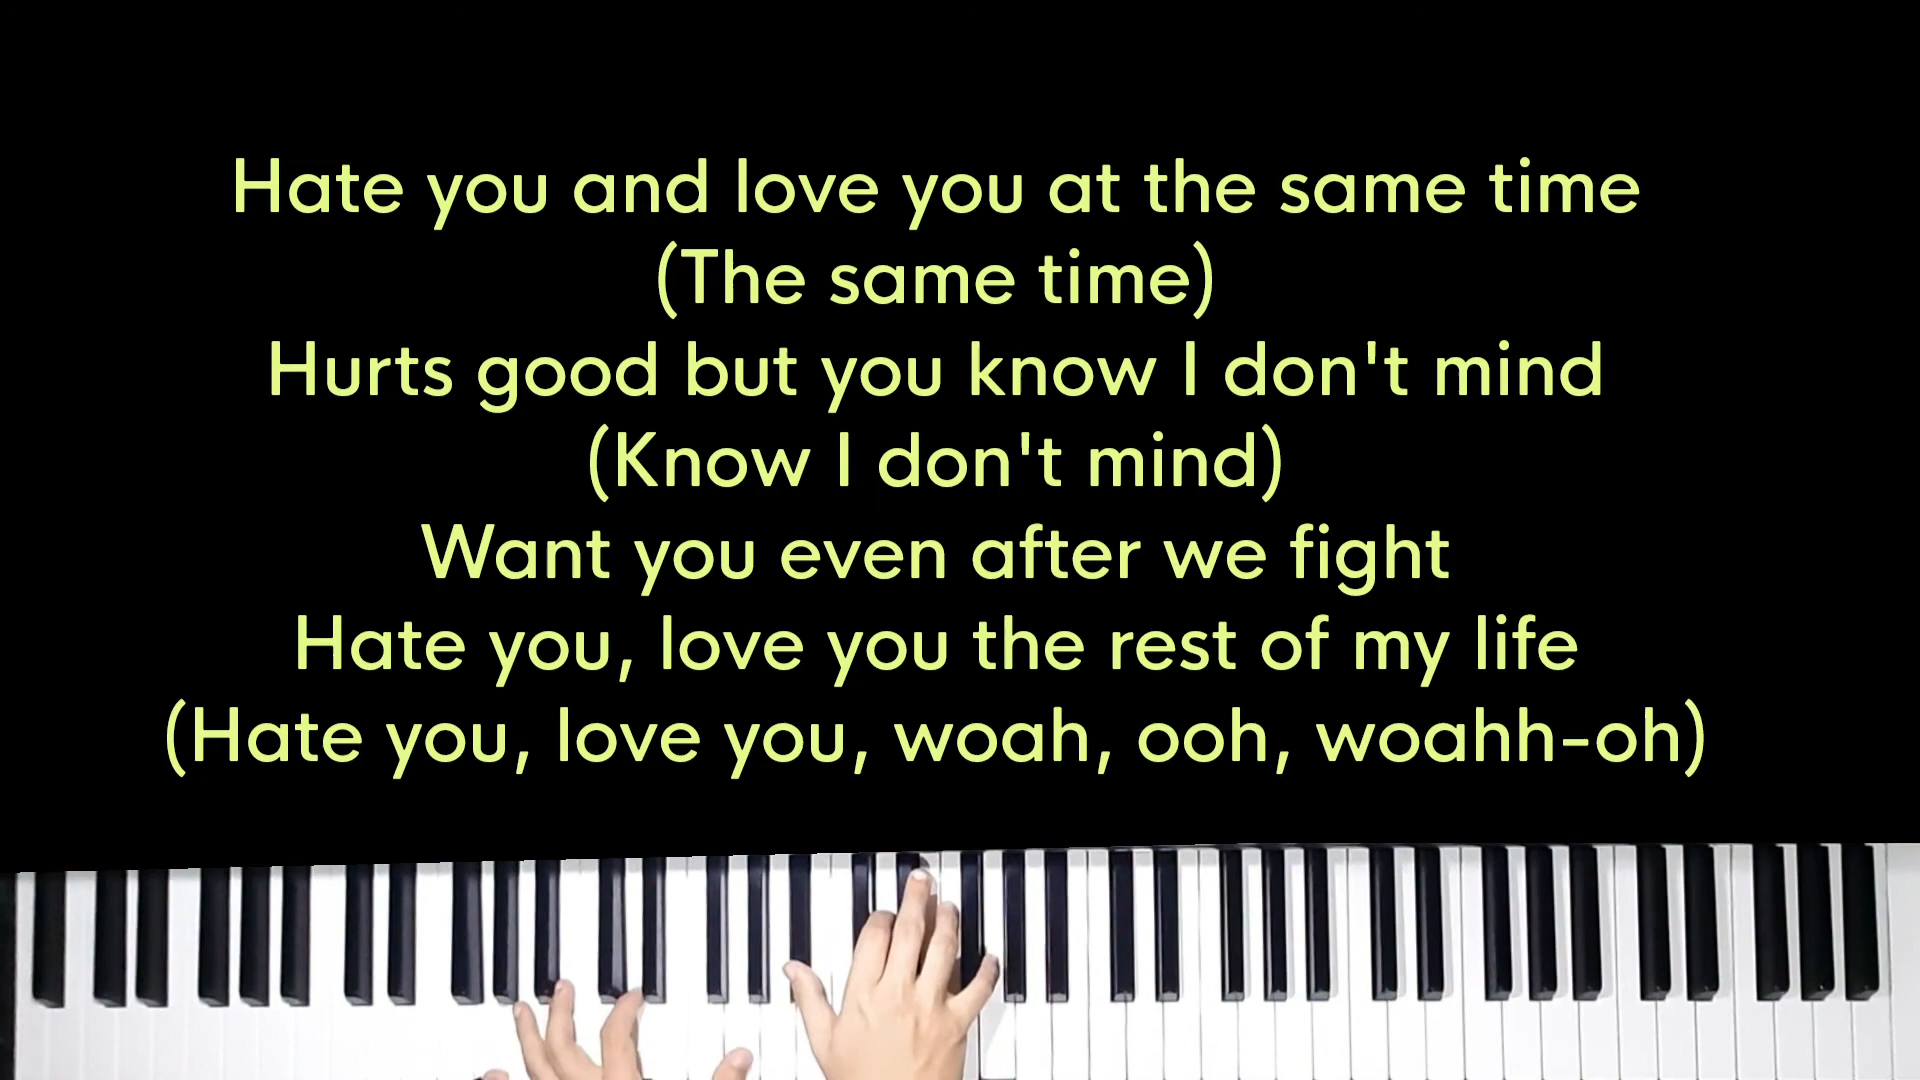 Hate you and love you at the same time
(The same time)
Hurts good but you know I don't mind
(Know I don't mind)
Want you even after we fight
Hate you, love you the rest of my life
(Hate you, love you, woah, ooh, woahh-oh)